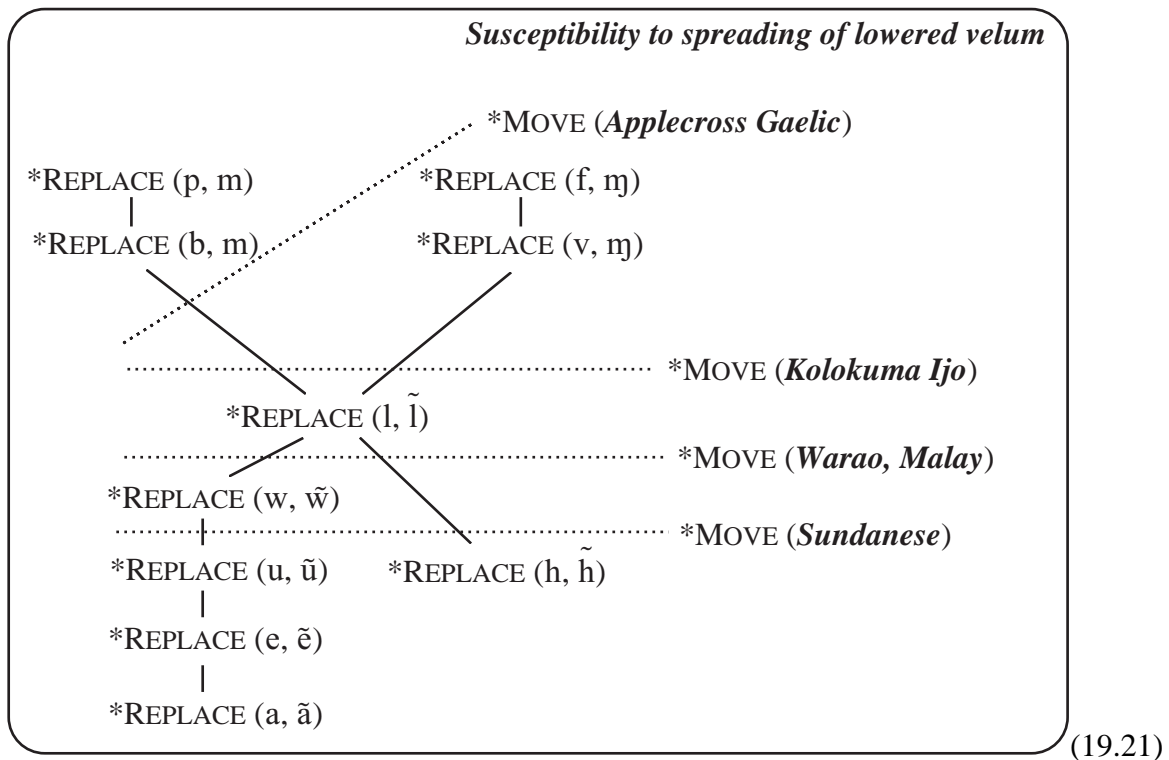 Susceptibility to spreading of lowered velum
*MOVE (Applecross Gaelic)
*REPLACE (p, m) *REPLACE (f, ɱ)
*REPLACE (b, m) *REPLACE (v, ɱ)
*MOVE (Kolokuma Ijo)
*REPLACE (l, l̃)
*MOVE (Warao, Malay)
*REPLACE (w, w̃)
*MOVE (Sundanese)
*REPLACE (u, ũ) *REPLACE (h, h̃)
*REPLACE (e, ẽ)
*REPLACE (a, ã)
(19.21)